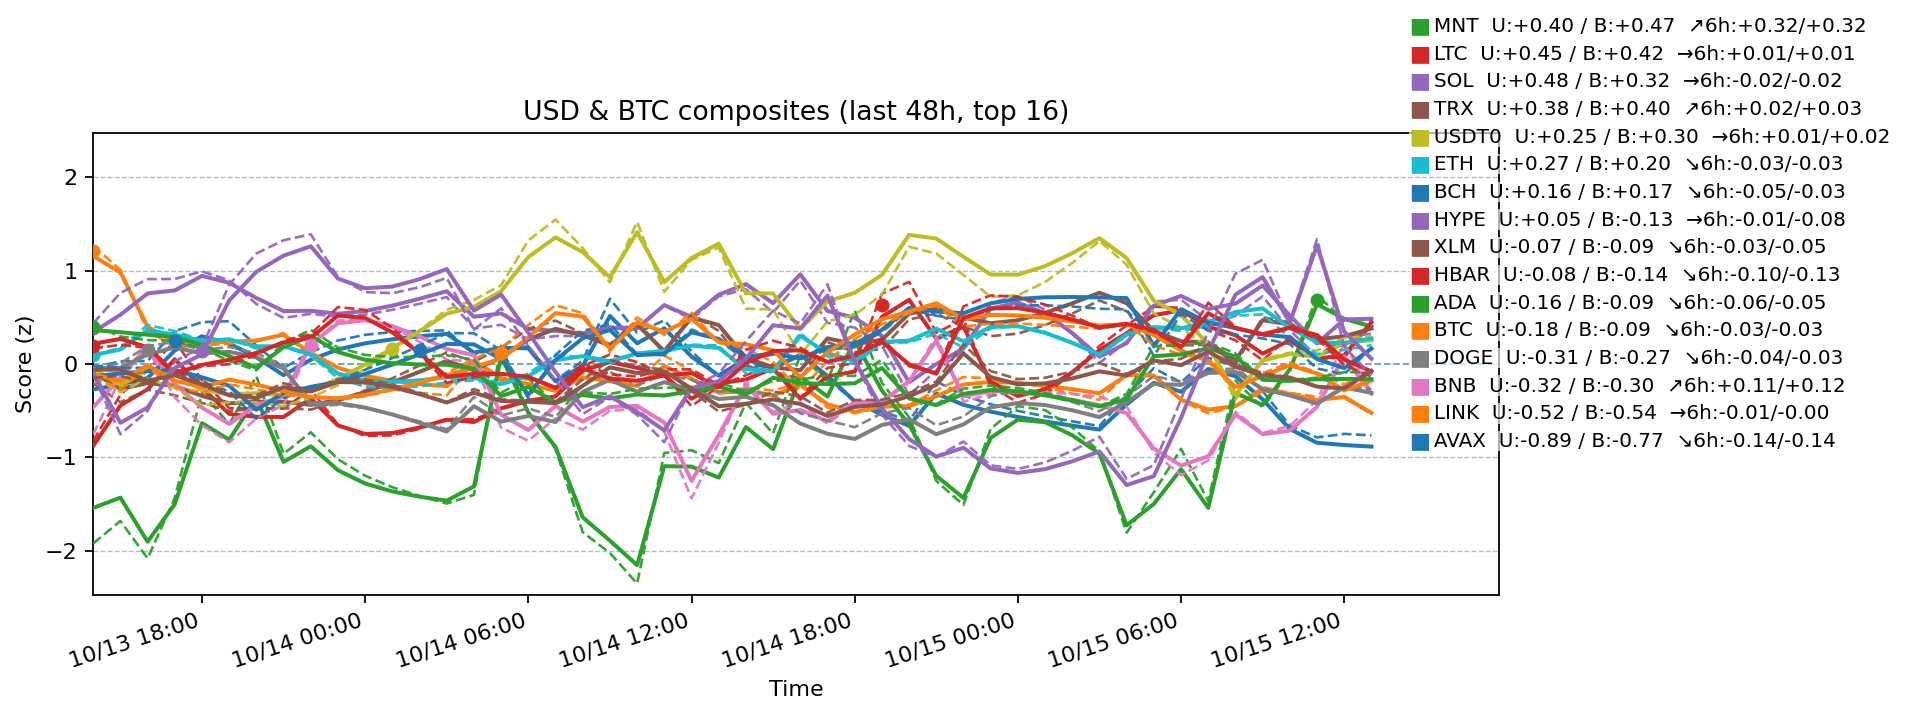 MNT U:+0.40 / B:+0.47 ↗6h:+0.32/+0.32
LTC U:+0.45 / B:+0.42 →6h:+0.01/+0.01
SOL U:+0.48 / B:+0.32 →6h:-0.02/-0.02
TRX U:+0.38 / B:+0.40 ↗6h:+0.02/+0.03
USDT0 U:+0.25 / B:+0.30 →6h:+0.01/+0.02
ETH U:+0.27 / B:+0.20 ↘6h:-0.03/-0.03
BCH U:+0.16 / B:+0.17 ↘6h:-0.05/-0.03
HYPE U:+0.05 / B:-0.13 →6h:-0.01/-0.08
XLM U:-0.07 / B:-0.09 ↘6h:-0.03/-0.05
HBAR U:-0.08 / B:-0.14 ↘6h:-0.10/-0.13
ADA U:-0.16 / B:-0.09 ↘6h:-0.06/-0.05
BTC U:-0.18 / B:-0.09 ↘6h:-0.03/-0.03
DOGE U:-0.31 / B:-0.27 ↘6h:-0.04/-0.03
BNB U:-0.32 / B:-0.30 ↗6h:+0.11/+0.12
LINK U:-0.52 / B:-0.54 →6h:-0.01/-0.00
AVAX U:-0.89 / B:-0.77 ↘6h:-0.14/-0.14
USD & BTC composites (last 48h, top 16)
Score (z)
2
1
0
−1
−2
10/13 18:00
10/14 00:00
10/14 06:00
10/14 12:00
10/14 18:00
10/15 00:00
10/15 06:00
10/15 12:00
Time